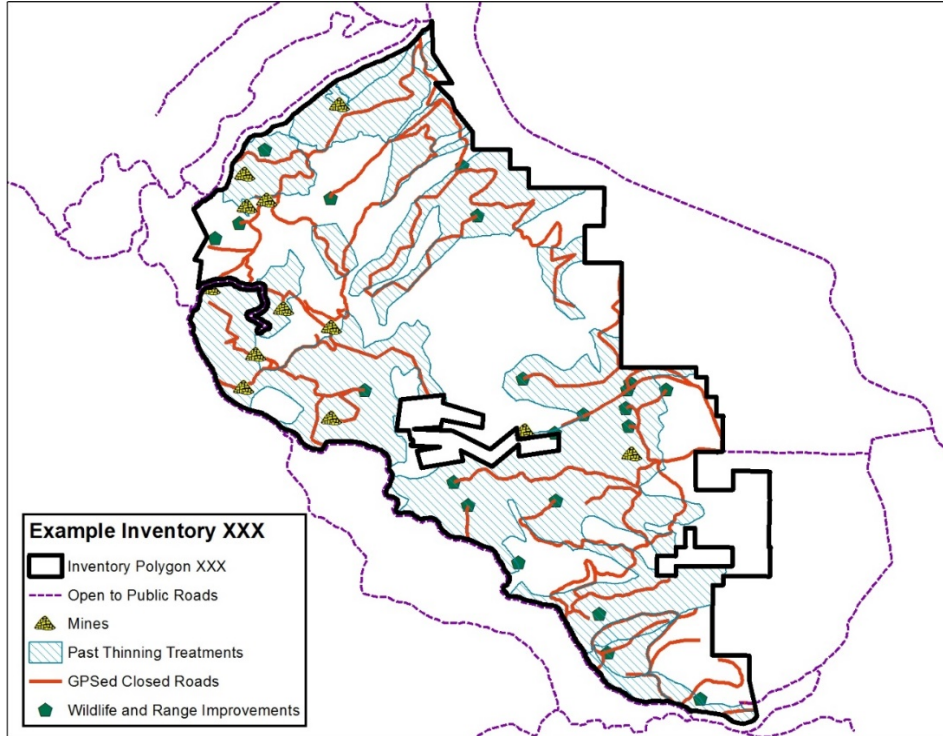 Example Inventory XXX
Inventory Polygon XXX
Open to Public Roads
Mines
Past Thinning Treatments
GPSed Closed Roads
Wildlife and Range Improvements